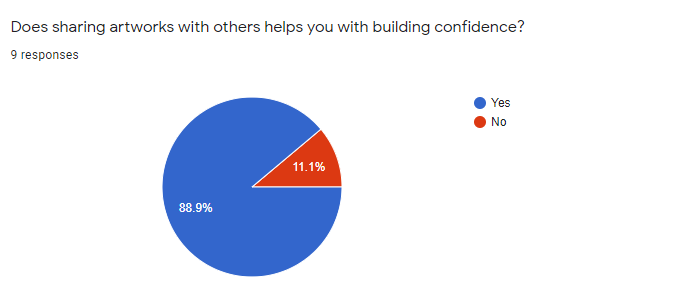 Does sharing artworks with others helps you with building confidence?
9 responses
Yes
No
11.1%
88.9%